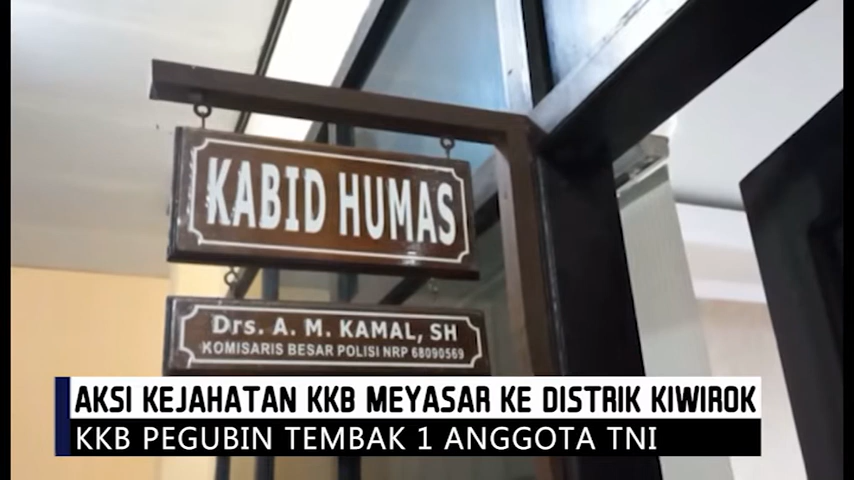 KABID HUMAS
Drs. A. M. KAMAL, SH
KOMISARIS BESAR POLISI NRP 68090569
AKSI KEJAHATAN KKB MEYASAR KE DISTRIK KIWIROK
KKB PEGUBIN TEMBAK 1 ANGGOTA TNI